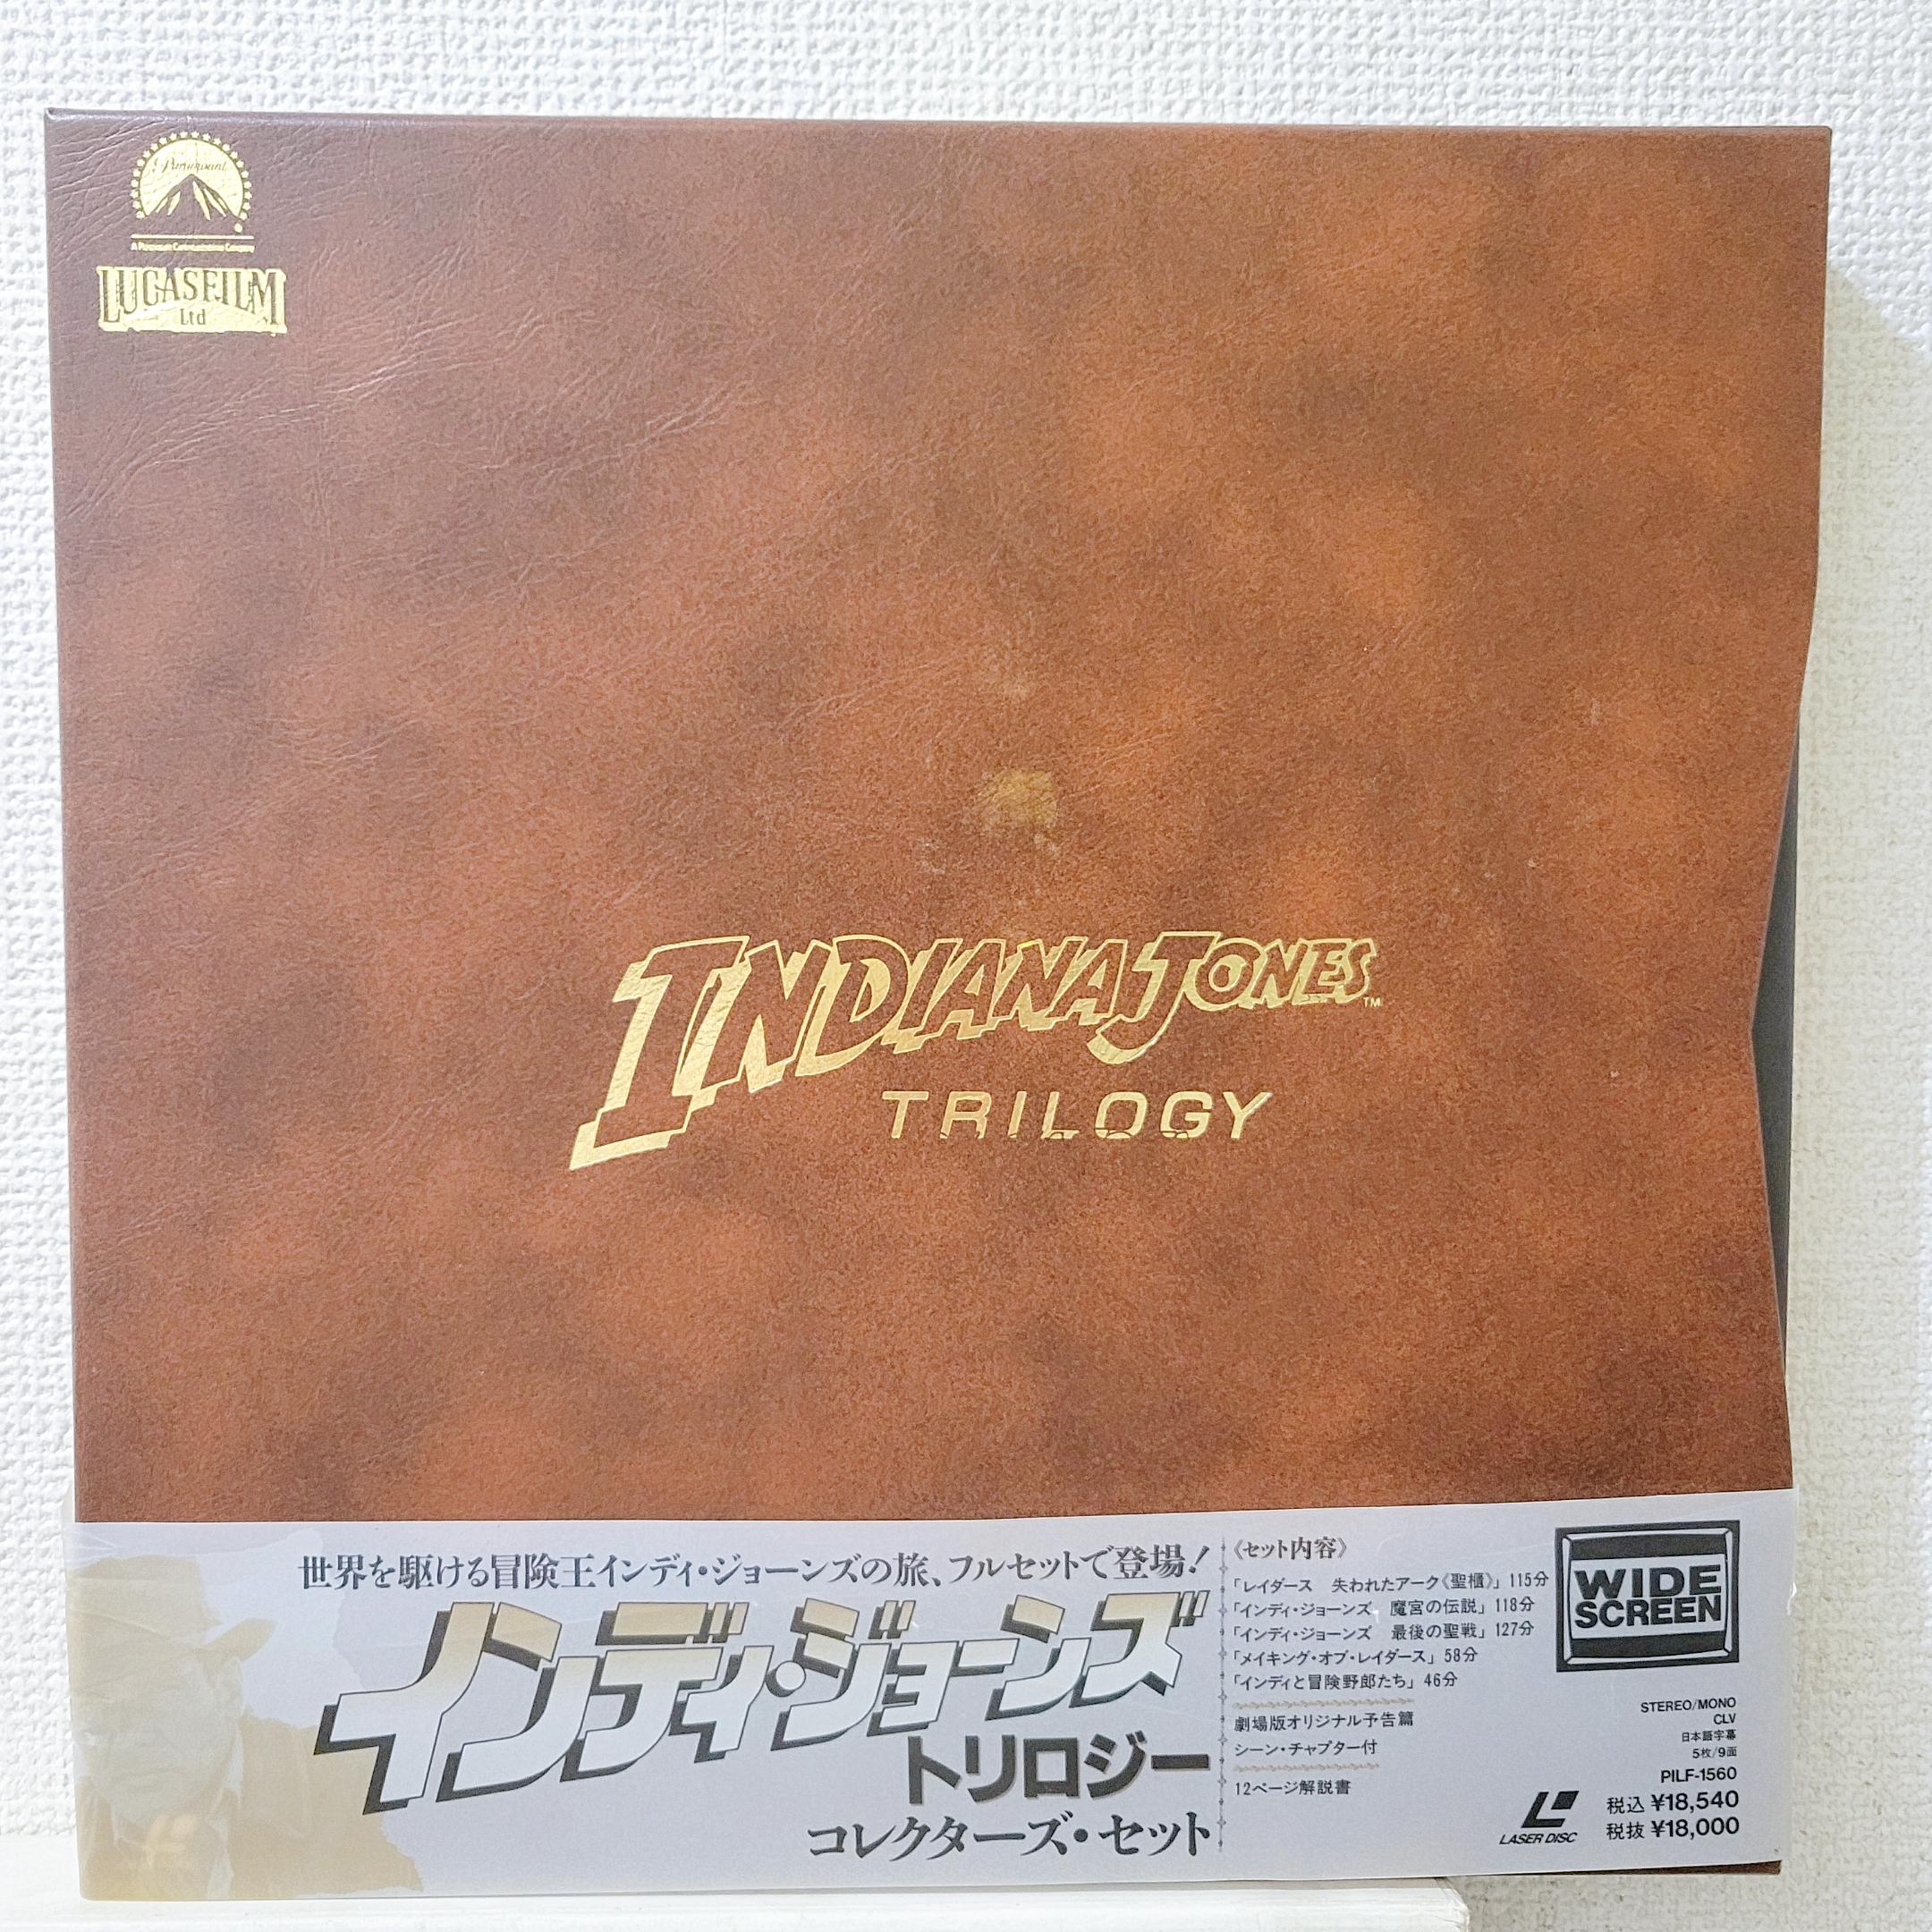 Paramount
A Paramount Communications Company
LUCASFILM
Ltd
INDIANA JONES™
TRILOGY
世界を駆ける冒険王インディ・ジョーンズの旅、フルセットで登場!
インディ・ジョーンズ
トリロジー
コレクターズ・セット
《セット内容》
「レイダース 失われたアーク《聖櫃》」115分
「インディ・ジョーンズ 魔宮の伝説」118分
「インディ・ジョーンズ 最後の聖戦」127分
「メイキング・オブ・レイダース」58分
「インディと冒険野郎たち」46分
劇場版オリジナル予告篇
シーン・チャプター付
12ページ解説書
WIDE
SCREEN
STEREO/MONO
CLV
日本語字幕
5枚/9面
PILF-1560
税込 ¥18,540
税抜 ¥18,000
LASER DISC